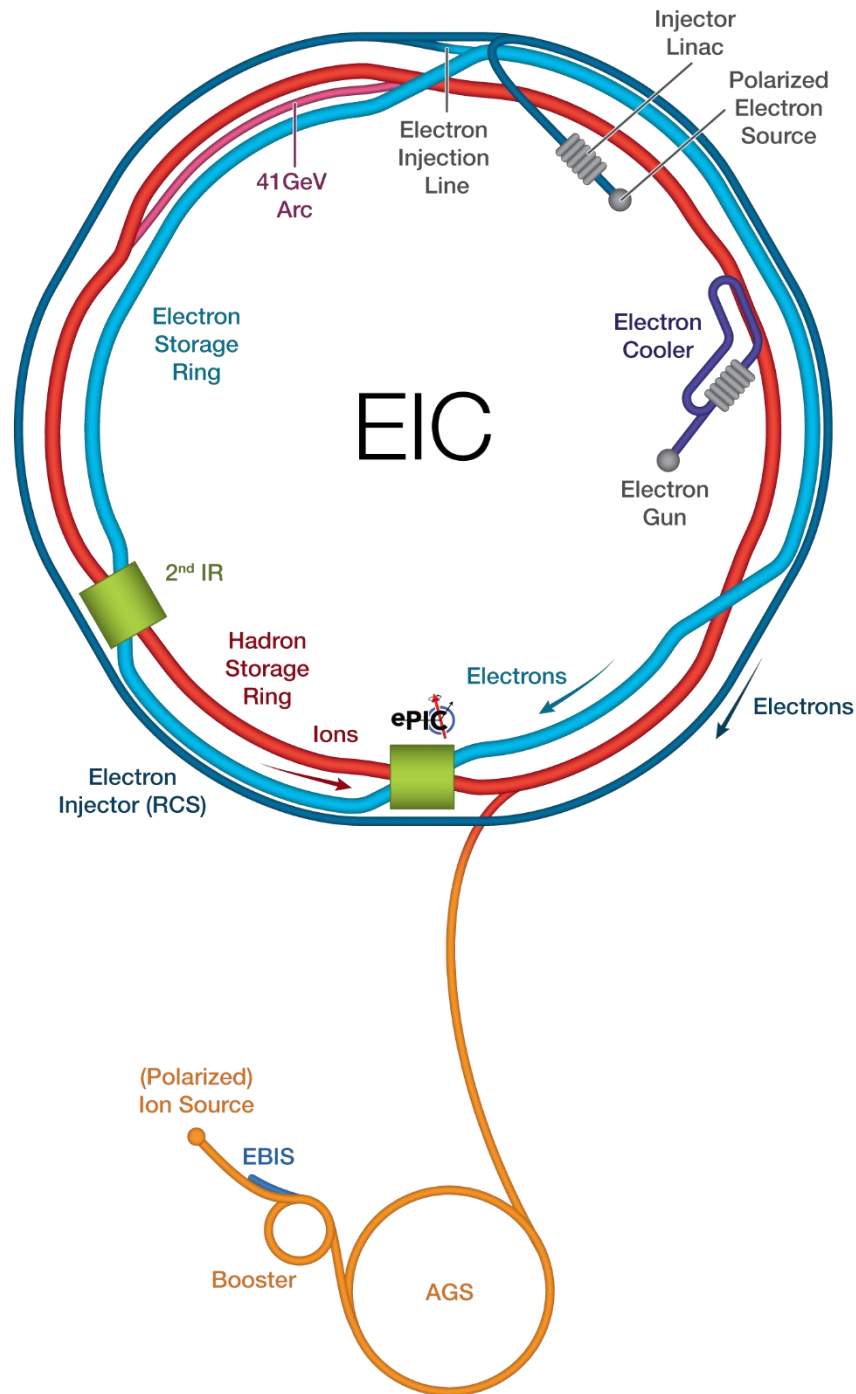 Injector
Linac
Polarized
Electron
Source
Electron
Injection
Line
41GeV
Arc
Electron
Storage
Ring
Electron
Cooler
EIC
Electron
Gun
2nd IR
Hadron
Storage
Ring
Electrons
Electrons
ePIC
Ions
Electron
Injector (RCS)
(Polarized)
Ion Source
EBIS
Booster
AGS